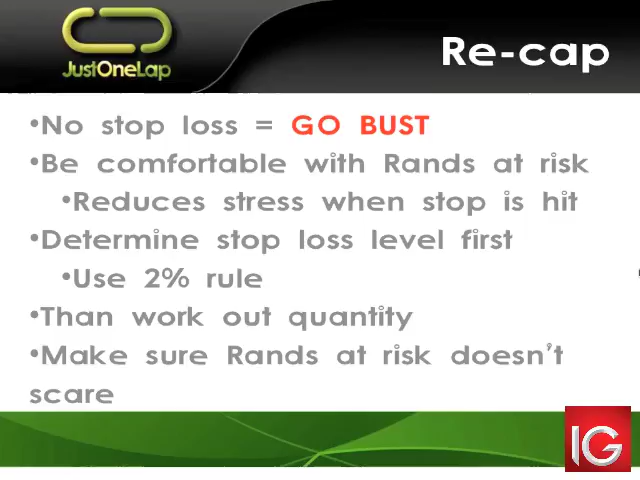 JustOneLap
Re-cap
•No stop loss = GO BUST
•Be comfortable with Rands at risk
•Reduces stress when stop is hit
•Determine stop loss level first
•Use 2% rule
•Than work out quantity
•Make sure Rands at risk doesn't
scare
IG